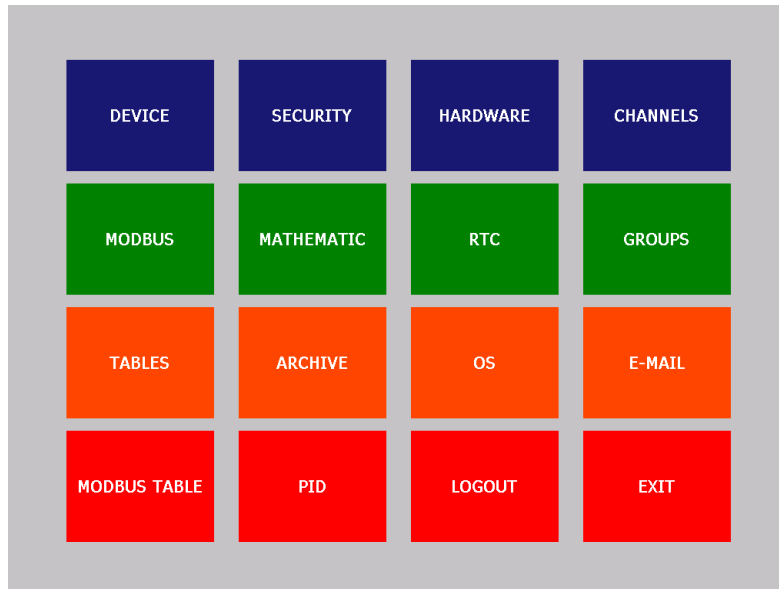 DEVICE
SECURITY
HARDWARE
CHANNELS
MODBUS
MATHEMATIC
RTC
GROUPS
TABLES
ARCHIVE
OS
E-MAIL
MODBUS TABLE
PID
LOGOUT
EXIT